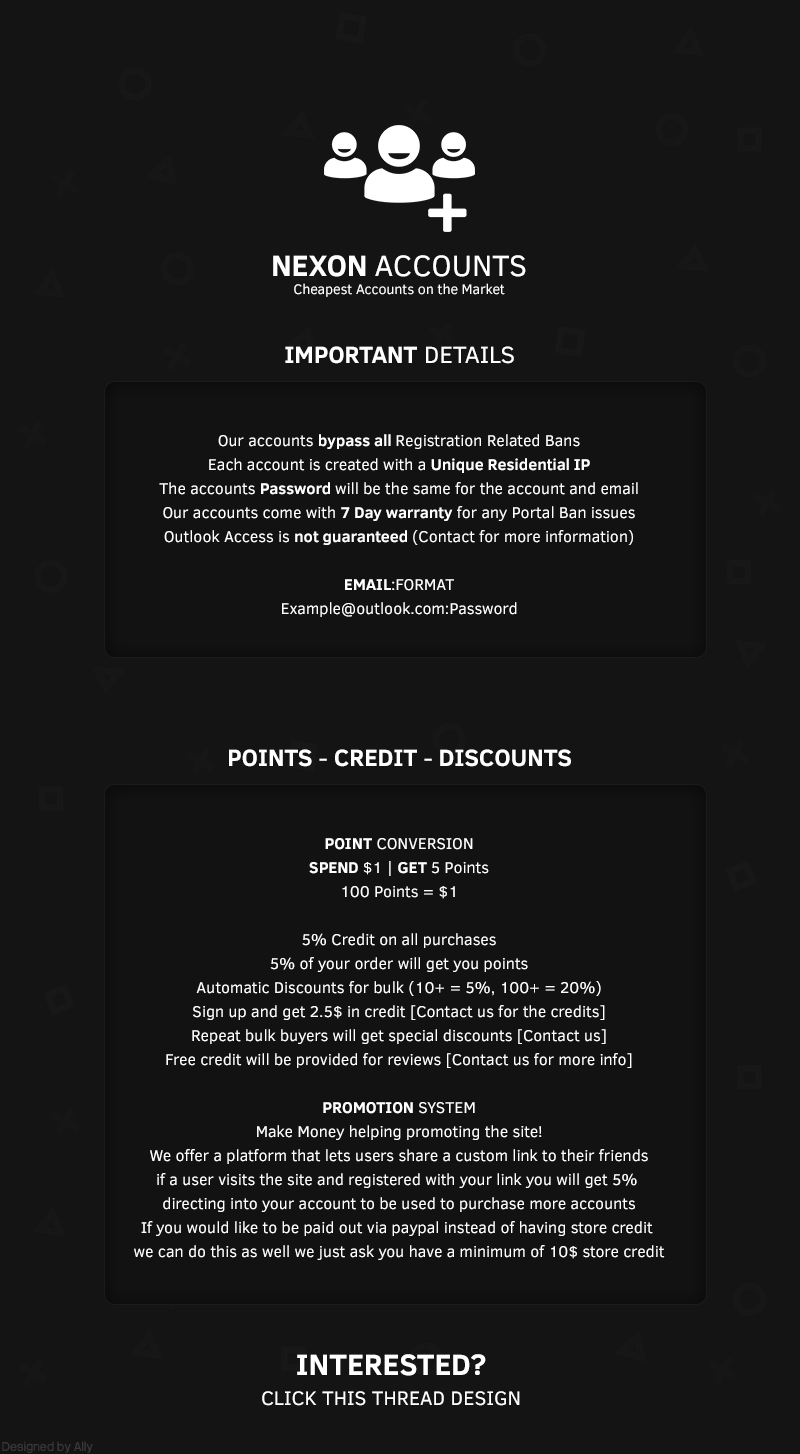 NEXON ACCOUNTS
Cheapest Accounts on the Market
IMPORTANT DETAILS
Our accounts bypass all Registration Related Bans
Each account is created with a Unique Residential IP
The accounts Password will be the same for the account and email
Our accounts come with 7 Day warranty for any Portal Ban issues
Outlook Access is not guaranteed (Contact for more information)
EMAIL:FORMAT
Example@outlook.com:Password
POINTS - CREDIT - DISCOUNTS
POINT CONVERSION
SPEND $1 | GET 5 Points
100 Points = $1
5% Credit on all purchases
5% of your order will get you points
Automatic Discounts for bulk (10+ = 5%, 100+ = 20%)
Sign up and get 2.5$ in credit [Contact us for the credits]
Repeat bulk buyers will get special discounts [Contact us]
Free credit will be provided for reviews [Contact us for more info]
PROMOTION SYSTEM
Make Money helping promoting the site!
We offer a platform that lets users share a custom link to their friends
if a user visits the site and registered with your link you will get 5%
directing into your account to be used to purchase more accounts
If you would like to be paid out via paypal instead of having store credit
we can do this as well we just ask you have a minimum of 10$ store credit
INTERESTED?
CLICK THIS THREAD DESIGN
Designed by Ally